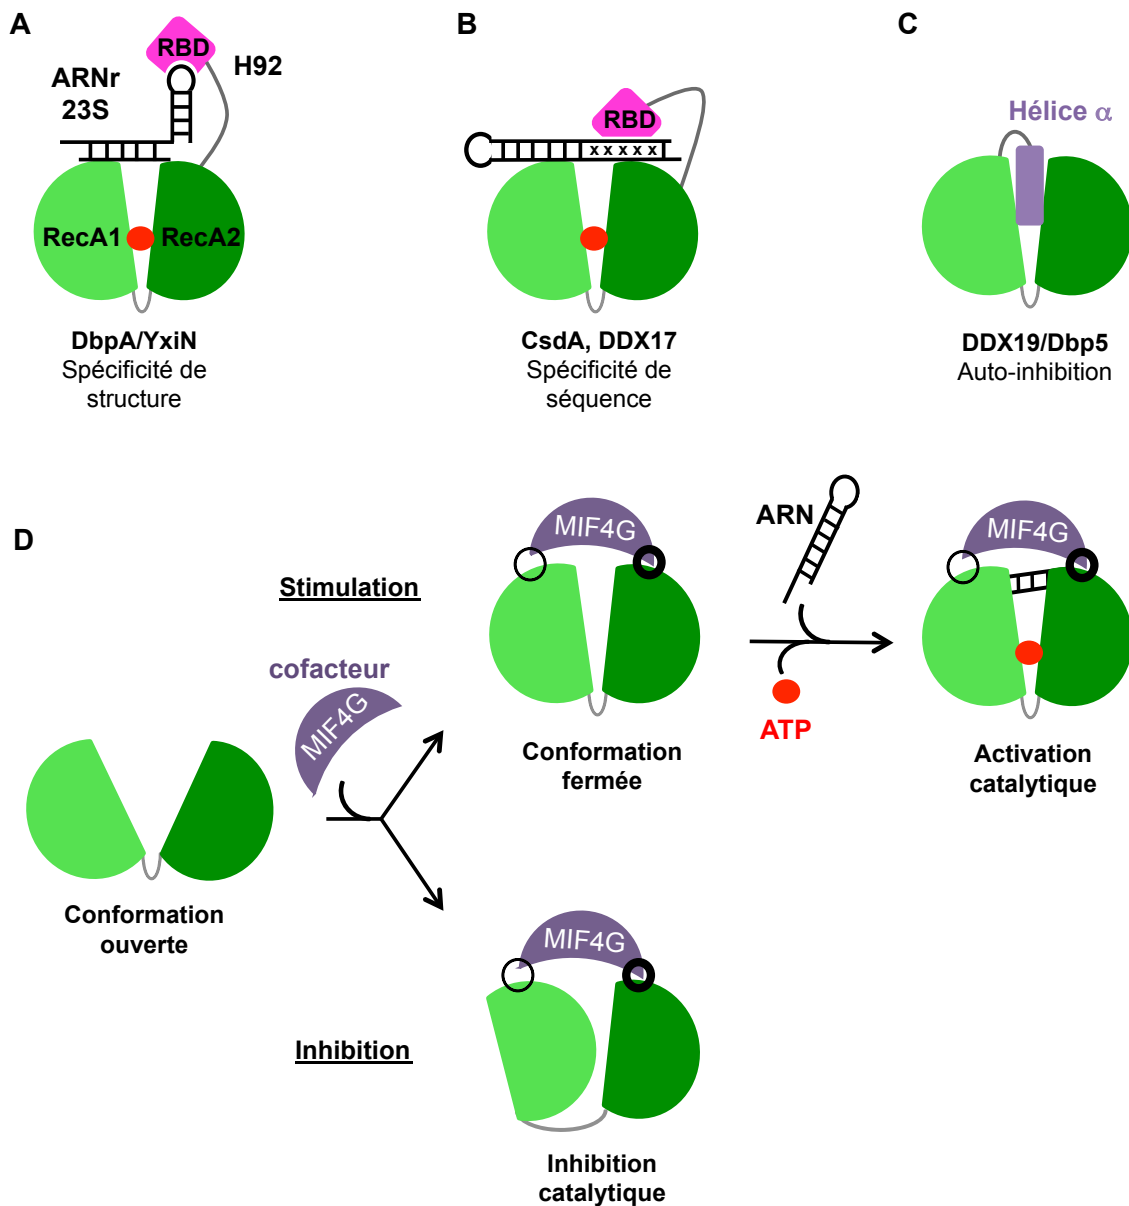 A
RBD
H92
ARNr
23S
RecA1
RecA2
DbpA/YxiN
Spécificité de
structure
B
RBD
x x x x x
CsdA, DDX17
Spécificité de
séquence
C
Hélice α
DDX19/Dbp5
Auto-inhibition
D
Stimulation
cofacteur
MIF4G
Conformation
ouverte
MIF4G
Conformation
fermée
ARN
ATP
MIF4G
Activation
catalytique
Inhibition
MIF4G
Inhibition
catalytique